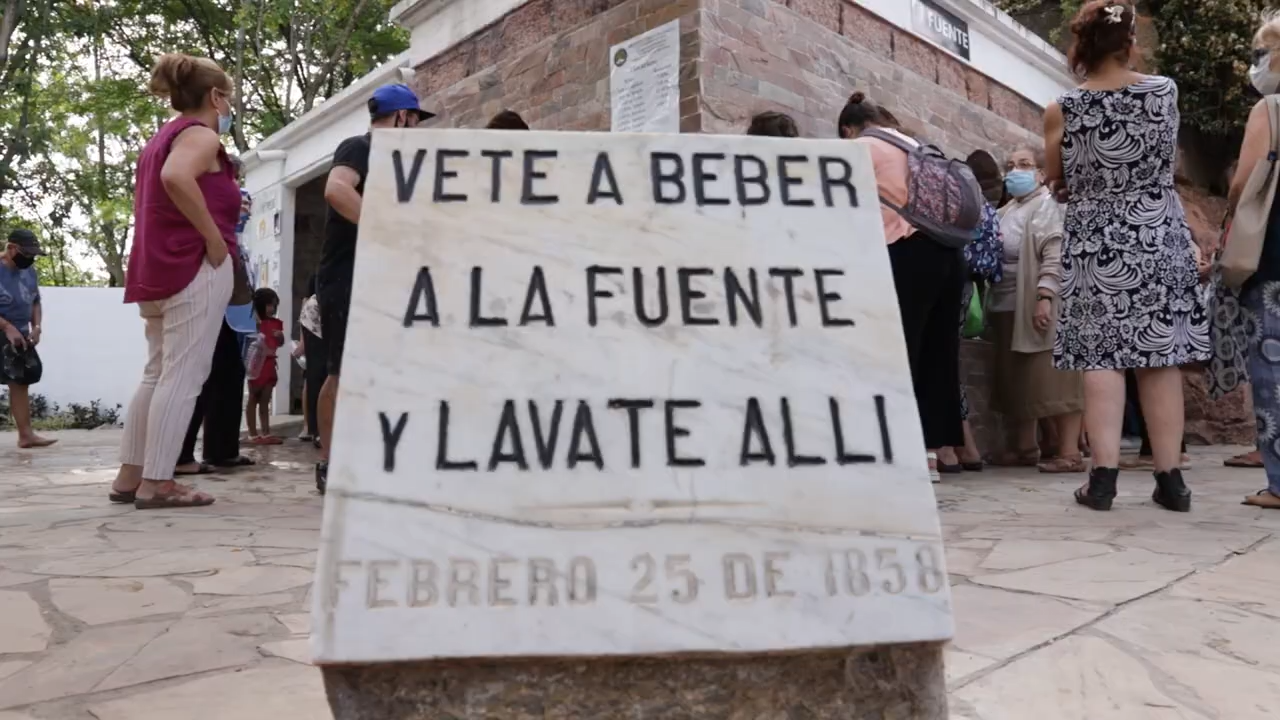 FUENTE
VETE A BEBER
A LA FUENTE
Y LAVATE ALLI
FEBRERO 25 DE 1858